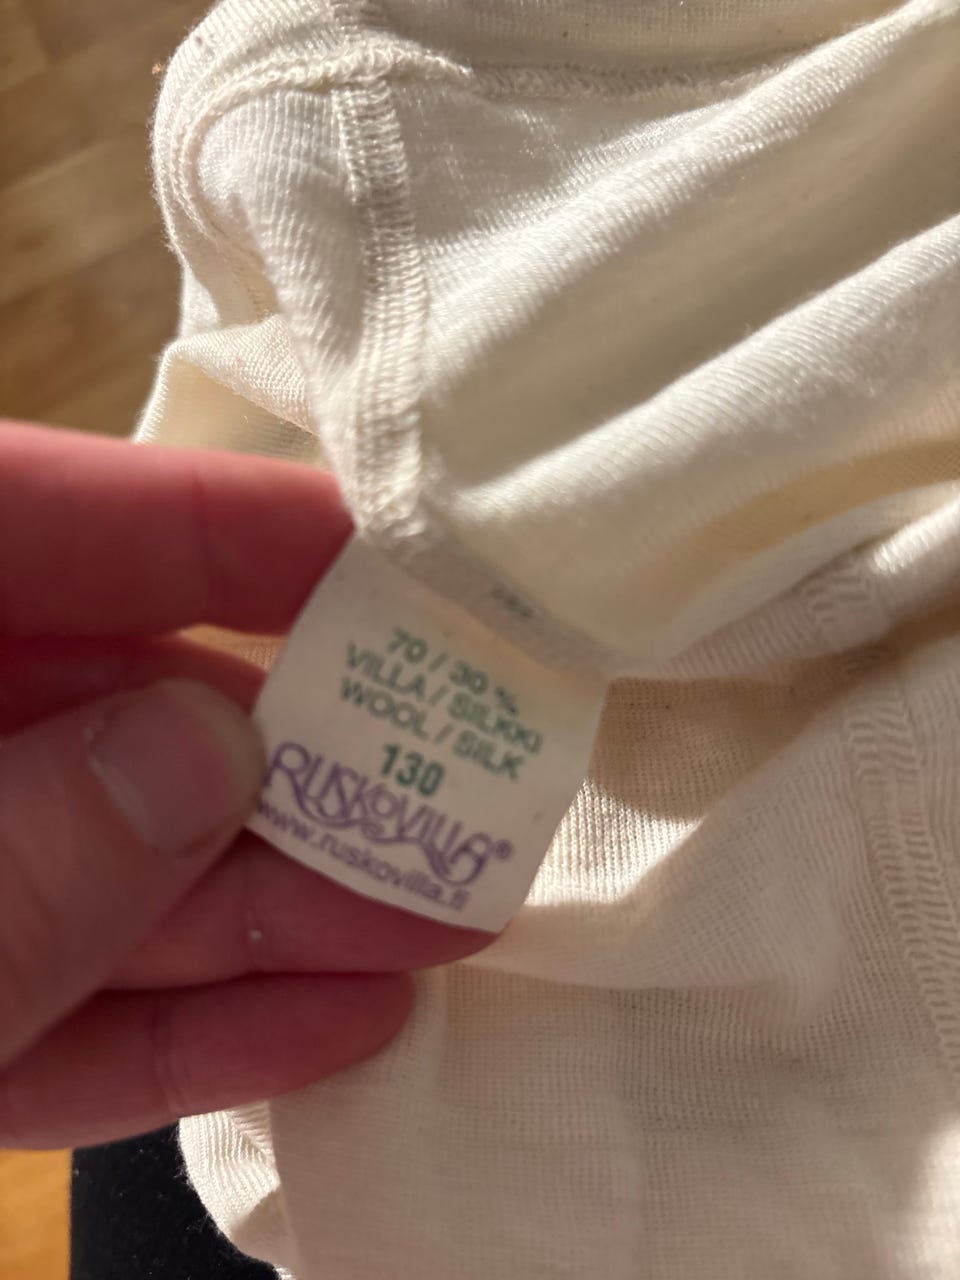 70 / 30 %
VILLA / SILKKI
WOOL / SILK
130
RUSKOVILLA®
www.ruskovilla.fi